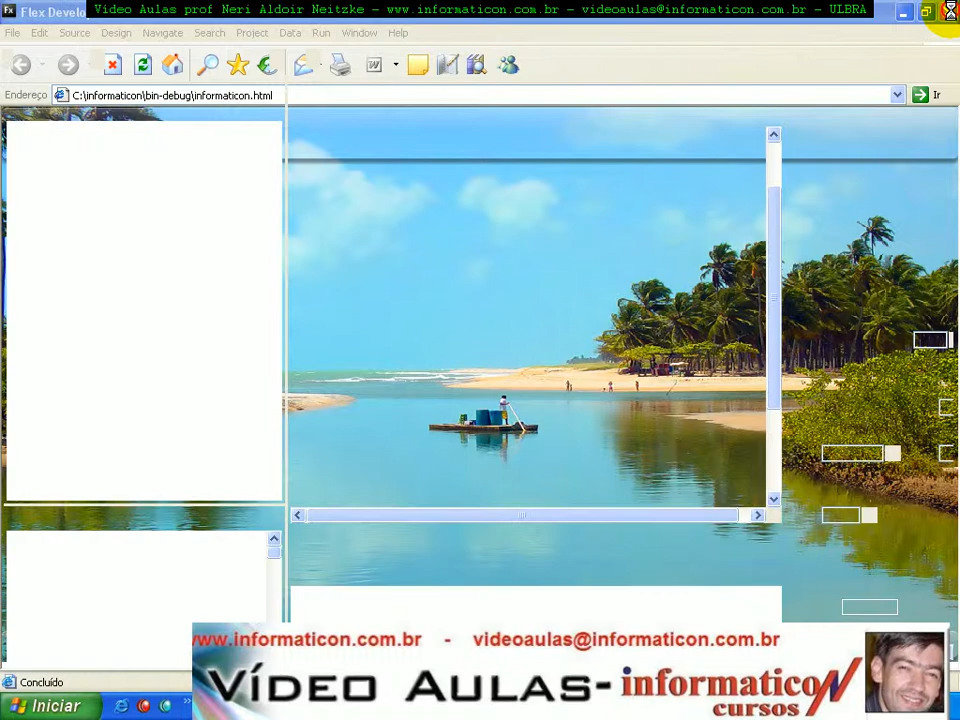 Flex Develo
Vídeo Aulas prof Neri Aldoir Neitzke - www.informaticon.com.br - videoaulas@informaticon.com.br - ULBRA
File Edit Source Design Navigate Search Project Data Run Window Help
Endereço C:\informaticon\bin-debug\informaticon.html Ir
www.informaticon.com.br - videoaulas@informaticon.com.br
VÍDEO AULAS- informaticon
cursos
Concluído
Iniciar